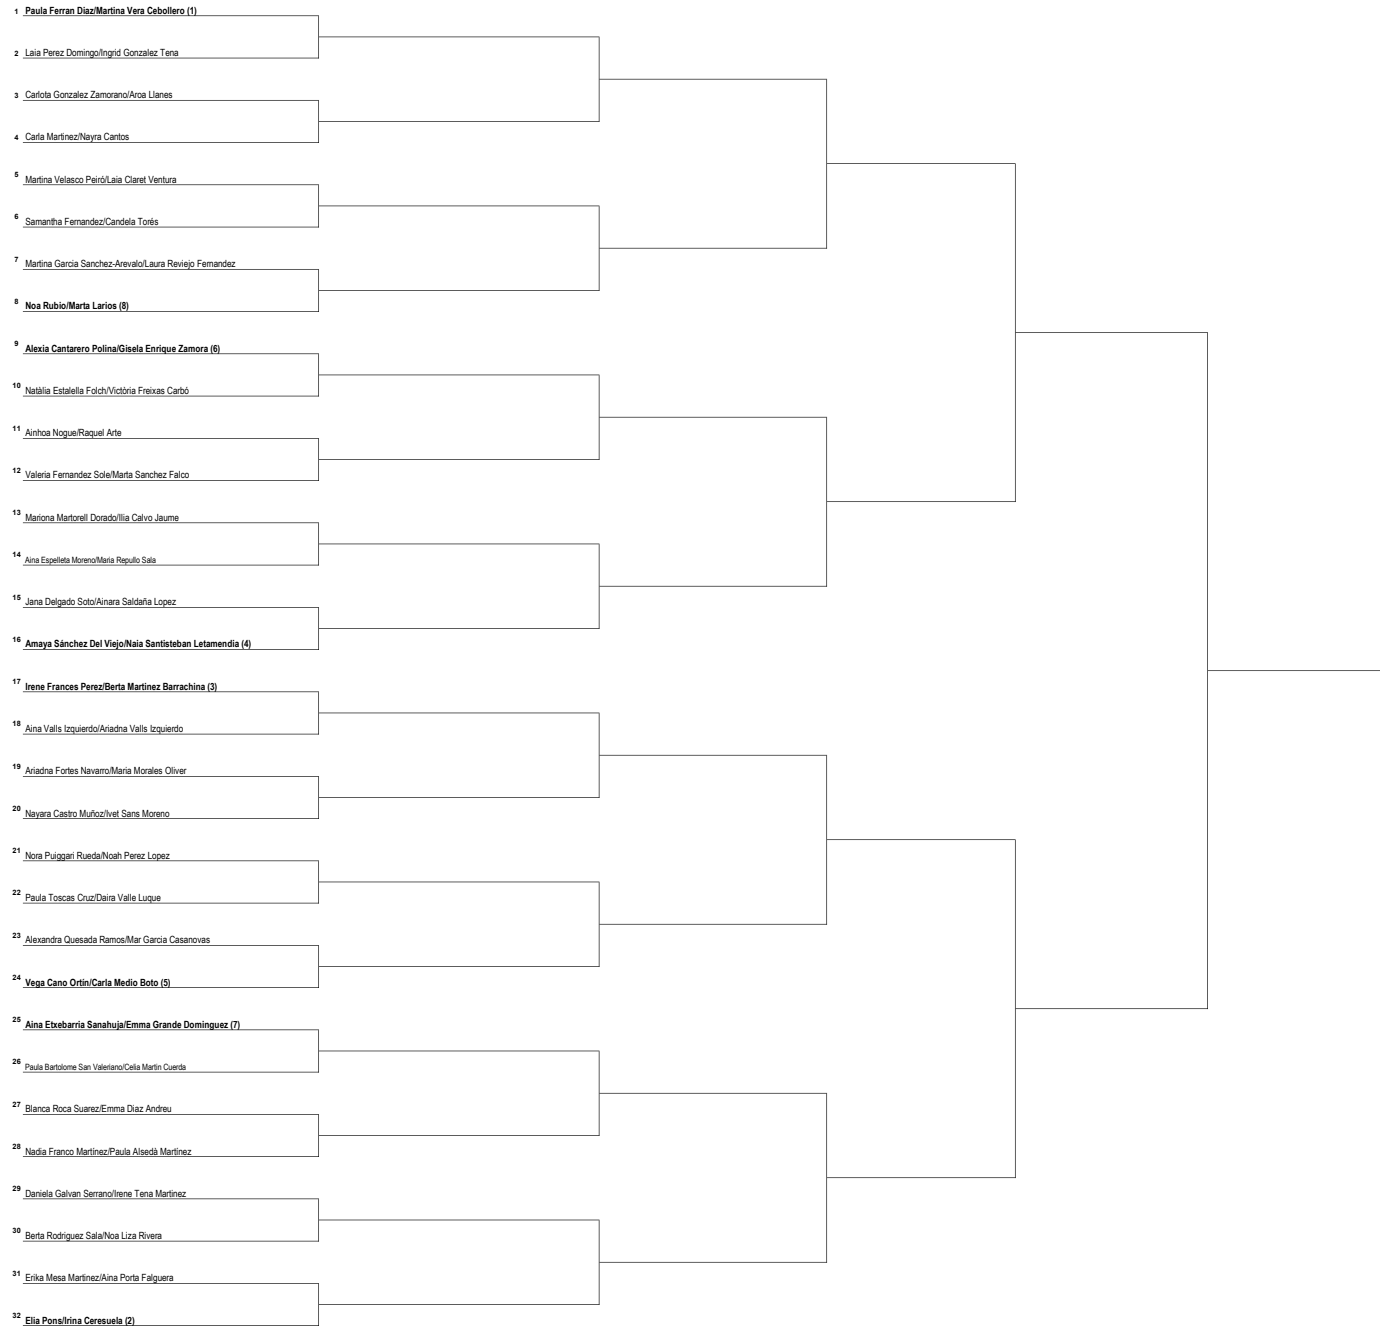 1 Paula Ferran Diaz/Martina Vera Cebollero (1)
2 Laia Perez Domingo/Ingrid Gonzalez Tena
3 Carlota Gonzalez Zamorano/Aroa Llanes
4 Carla Martinez/Nayra Cantos
5 Martina Velasco Peiró/Laia Claret Ventura
6 Samantha Fernandez/Candela Torés
7 Martina Garcia Sanchez-Arevalo/Laura Reviejo Fernandez
8 Noa Rubio/Marta Larios (8)
9 Alexia Cantarero Polina/Gisela Enrique Zamora (6)
10 Natàlia Estalella Folch/Victòria Freixas Carbó
11 Ainhoa Nogue/Raquel Arte
12 Valeria Fernandez Sole/Marta Sanchez Falco
13 Mariona Martorell Dorado/Ilia Calvo Jaume
14 Aina Espelleta Moreno/Maria Repullo Sala
15 Jana Delgado Soto/Ainara Saldaña Lopez
16 Amaya Sánchez Del Viejo/Naia Santisteban Letamendia (4)
17 Irene Frances Perez/Berta Martinez Barrachina (3)
18 Aina Valls Izquierdo/Ariadna Valls Izquierdo
19 Ariadna Fortes Navarro/Maria Morales Oliver
20 Nayara Castro Muñoz/Ivet Sans Moreno
21 Nora Puiggari Rueda/Noah Perez Lopez
22 Paula Toscas Cruz/Daira Valle Luque
23 Alexandra Quesada Ramos/Mar Garcia Casanovas
24 Vega Cano Ortín/Carla Medio Boto (5)
25 Aina Etxebarria Sanahuja/Emma Grande Dominguez (7)
26 Paula Bartolome San Valeriano/Celia Martin Cuerda
27 Blanca Roca Suarez/Emma Diaz Andreu
28 Nadia Franco Martínez/Paula Alsedà Martínez
29 Daniela Galvan Serrano/Irene Tena Martinez
30 Berta Rodriguez Sala/Noa Liza Rivera
31 Erika Mesa Martinez/Aina Porta Falguera
32 Elia Pons/Irina Ceresuela (2)